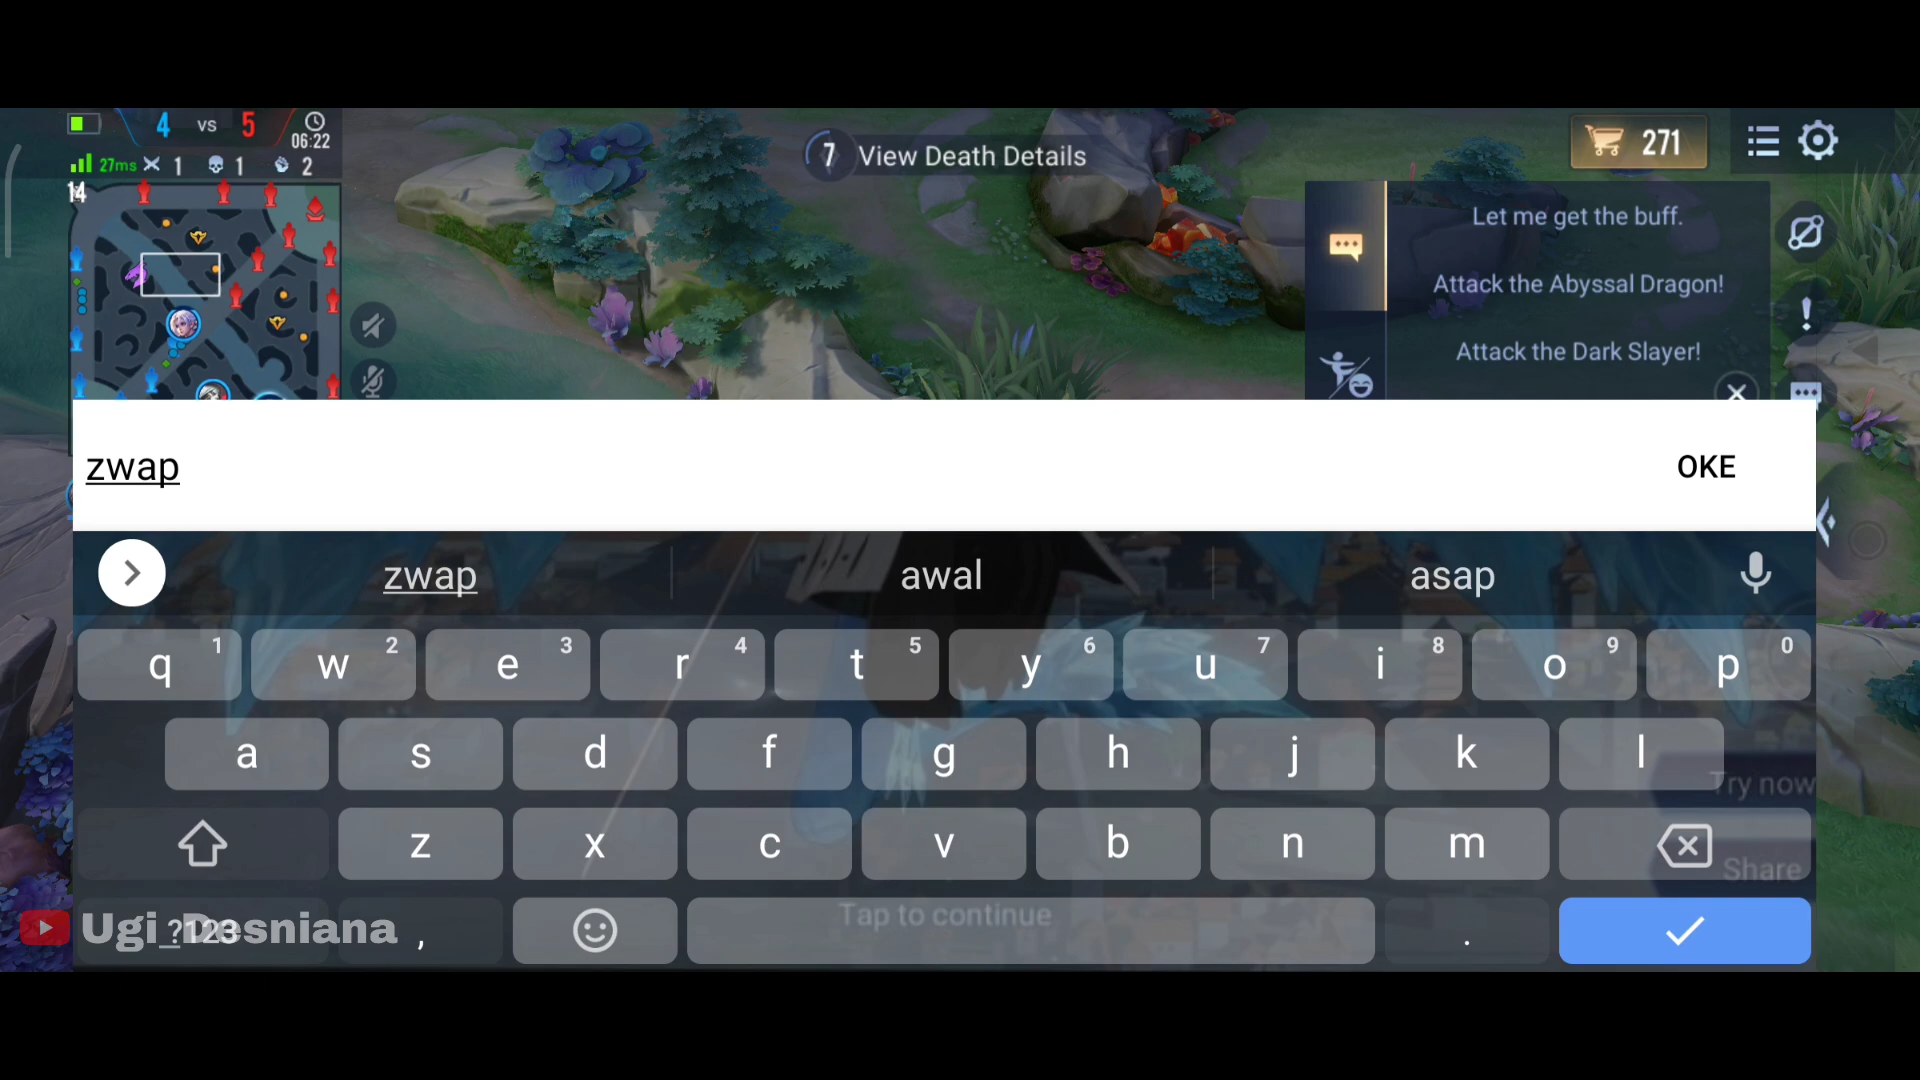 4 vs 5
06:22
27ms 1 1 2
14
7 View Death Details
271
Let me get the buff.
Attack the Abyssal Dragon!
Attack the Dark Slayer!
zwap
OKE
zwap awal asap
q 1 w 2 e 3 r 4 t 5 y 6 u 7 i 8 o 9 p 0
a s d f g h j k l
Try now
z x c v b n m
Share
?123 , Tap to continue .
Ugi_Desniana